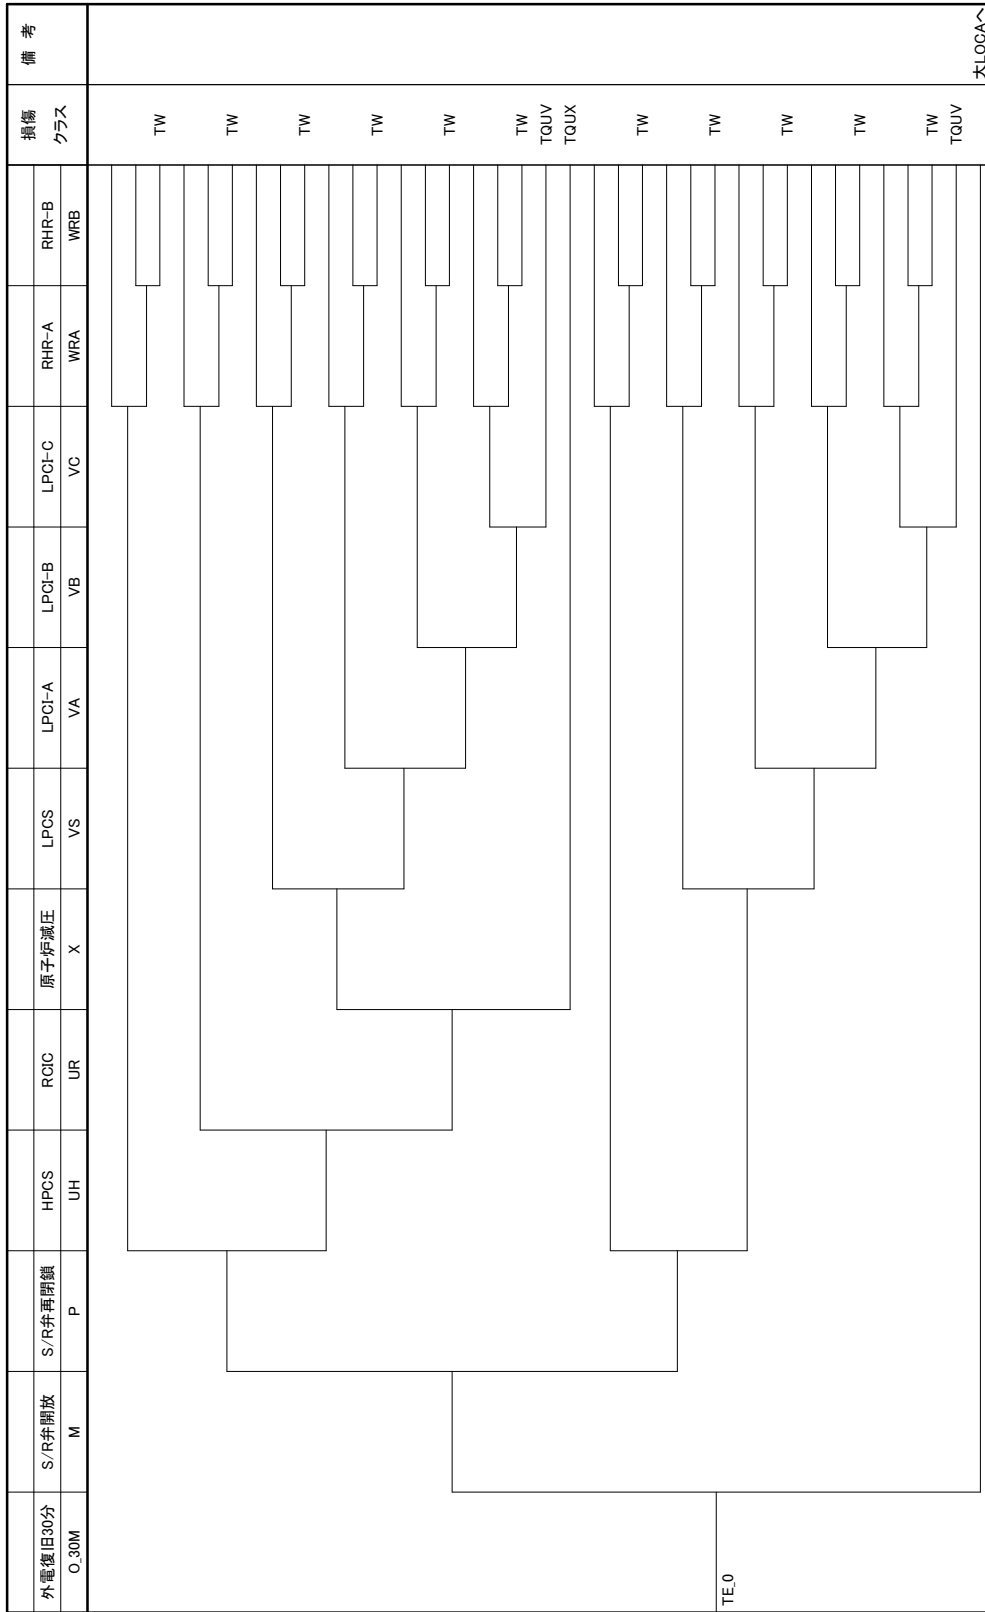 外電復旧30分
O_30M
S/R弁開放
M
S/R弁再閉鎖
P
HPCS
UH
RCIC
UR
原子炉減圧
X
LPCS
VS
LPCI-A
VA
LPCI-B
VB
LPCI-C
VC
RHR-A
WRA
RHR-B
WRB
損傷
クラス
備 考
TE_0
TW
TW
TW
TW
TW
TW
TQUV
TQUX
TW
TW
TW
TW
TW
TQUV
大LOCAへ